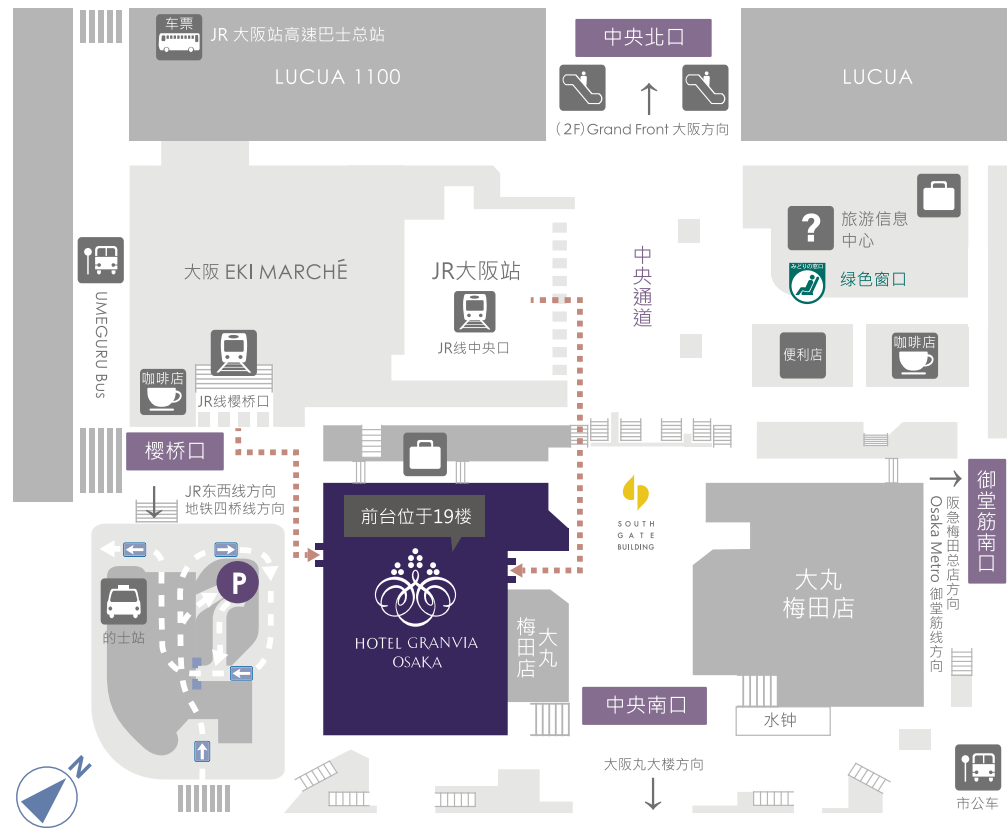 车票
JR 大阪站高速巴士总站
LUCUA 1100
中央北口
(2F)Grand Front 大阪方向
LUCUA
?
旅游信息
中心
みどりの窓口
绿色窗口
大阪 EKI MARCHÉ
JR大阪站
JR线中央口
中央通道
UMEGURU Bus
便利店
咖啡店
咖啡店
JR线樱桥口
樱桥口
JR东西线方向
地铁四桥线方向
前台位于19楼
HOTEL GRANVIA
OSAKA
SOUTH
GATE
BUILDING
大丸
梅田店
大丸
梅田店
御堂筋南口
阪急梅田总店方向
Osaka Metro 御堂筋线方向
P
的士站
中央南口
水钟
大阪丸大楼方向
市公车
N